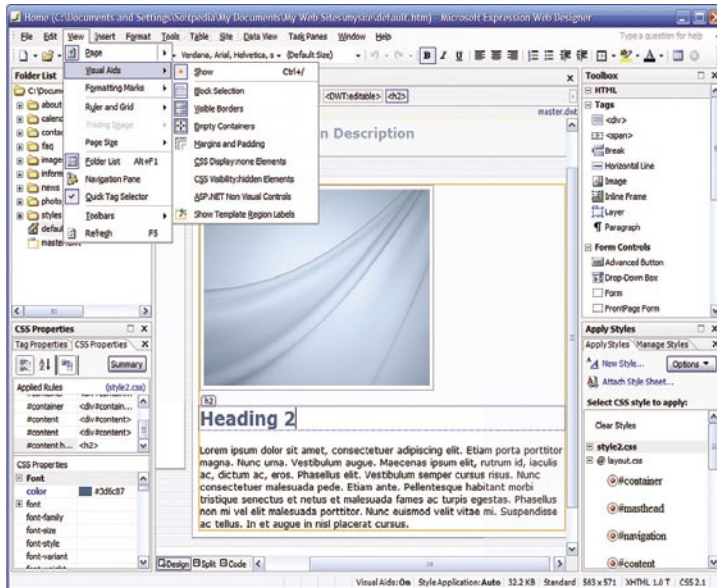 Home (C:\Documents and Settings\Softpedia\My Documents\My Web Sites\mysite\default.htm) - Microsoft Expression Web Designer
File Edit View Insert Format Tools Table Site Data View Task Panes Window Help
Type a question for help
Verdana, Arial, Helvetica, s (Default Size) B I U
Page
Visual Aids
Formatting Marks
Ruler and Grid
Tracing Image
Page Size
Folder List Alt+F1
Navigation Pane
Quick Tag Selector
Toolbars
Refresh F5
Show Ctrl+/
Block Selection
Visible Borders
Empty Containers
Margins and Padding
CSS Display:none Elements
CSS Visibility:hidden Elements
ASP.NET Non Visual Controls
Show Template Region Labels
Folder List
C:\Docum
about
calend
contac
faq
image
inform
news
photo
styles
defau
master.dwt
<DWT:editable> <h2>
master.dwt
n Description
h2
Heading 2
Lorem ipsum dolor sit amet, consectetuer adipiscing elit. Etiam porta porttitor
magna. Nunc urna. Vestibulum augue. Maecenas ipsum elit, rutrum id, iaculis
ac, dictum ac, eros. Phasellus elit. Vestibulum semper cursus risus. Nunc
consectetuer malesuada pede. Etiam ante. Pellentesque habitant morbi
tristique senectus et netus et malesuada fames ac turpis egestas. Phasellus
non mi vel elit malesuada porttitor. Nunc euismod velit vitae mi. Suspendisse
ac tellus. In et augue in nisl placerat cursus.
Design Split Code
CSS Properties
Tag Properties CSS Properties
Summary
Applied Rules (style2.css)
#container <div#contain...
#content <div#content>
#content <div#content>
#content h... <h2>
CSS Properties
Font
color #3d6c87
font
font-family
font-size
font-style
font-variant
Toolbox
HTML
Tags
<div>
<span>
Break
Horizontal Line
Image
Inline Frame
Layer
Paragraph
Form Controls
Advanced Button
Drop-Down Box
Form
FrontPage Form
Apply Styles
Apply Styles Manage Styles
New Style... Options
Attach Style Sheet...
Select CSS style to apply:
Clear Styles
style2.css
@ layout.css
#container
#masthead
#navigation
#content
Visual Aids: On Style Application: Auto 32.2 KB Standard 583 x 571 XHTML 1.0 T CSS 2.1